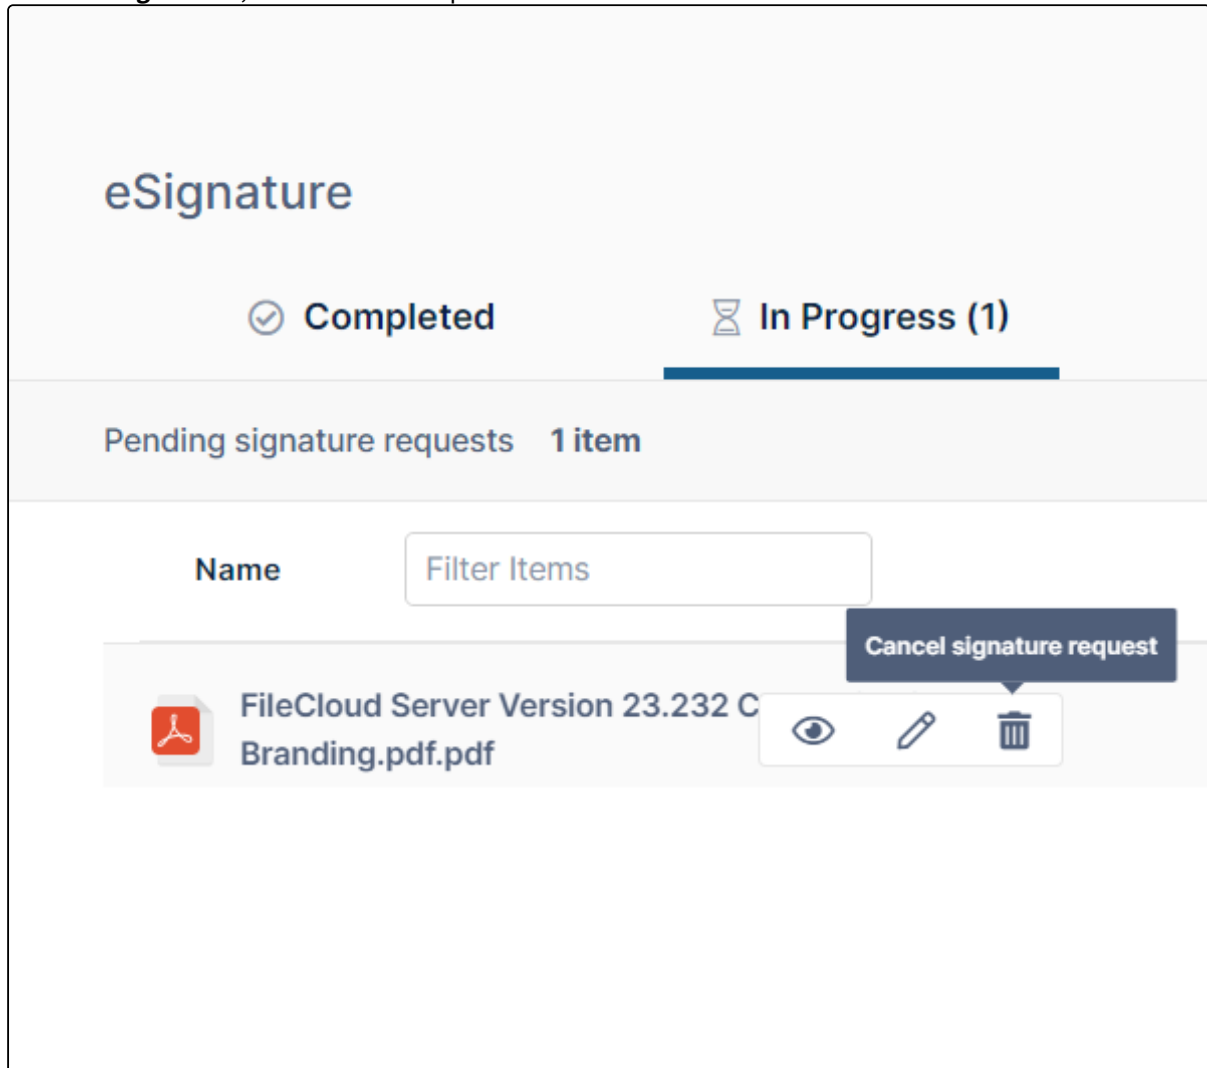 eSignature
Completed
In Progress (1)
Pending signature requests 1 item
Name
Filter Items
Cancel signature request
FileCloud Server Version 23.232 C
Branding.pdf.pdf